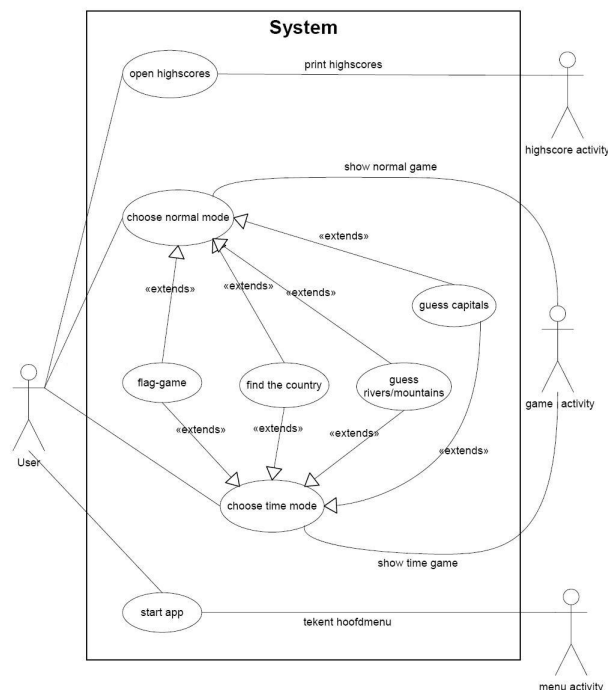 System
open highscores
print highscores
highscore activity
show normal game
choose normal mode
«extends»
«extends»
«extends»
«extends»
guess capitals
flag-game
find the country
guess
rivers/mountains
game activity
User
«extends»
«extends»
«extends»
«extends»
choose time mode
show time game
start app
tekent hoofdmenu
menu activity